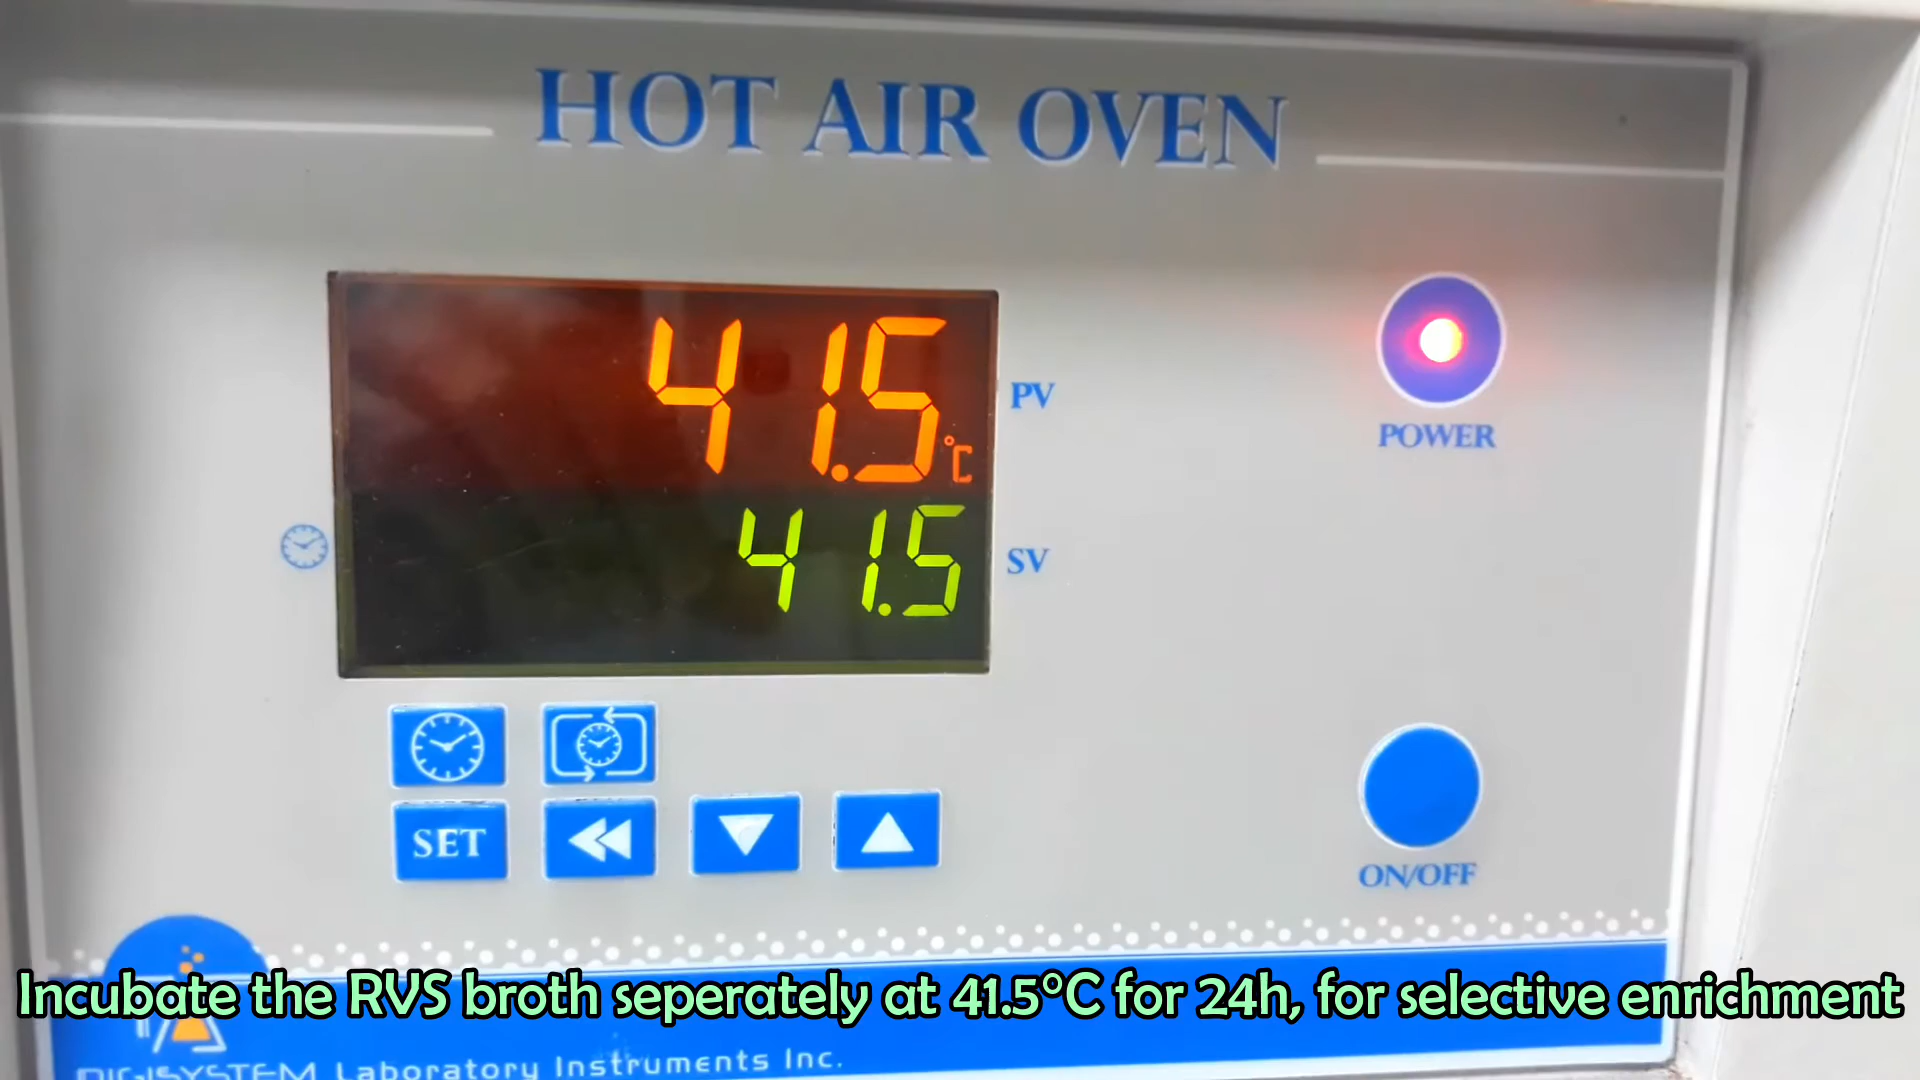 HOT AIR OVEN
41.5 °C PV
POWER
41.5 SV
SET
ON/OFF
Incubate the RVS broth seperately at 41.5°C for 24h, for selective enrichment
DIGISYSTEM Laboratory Instruments Inc.